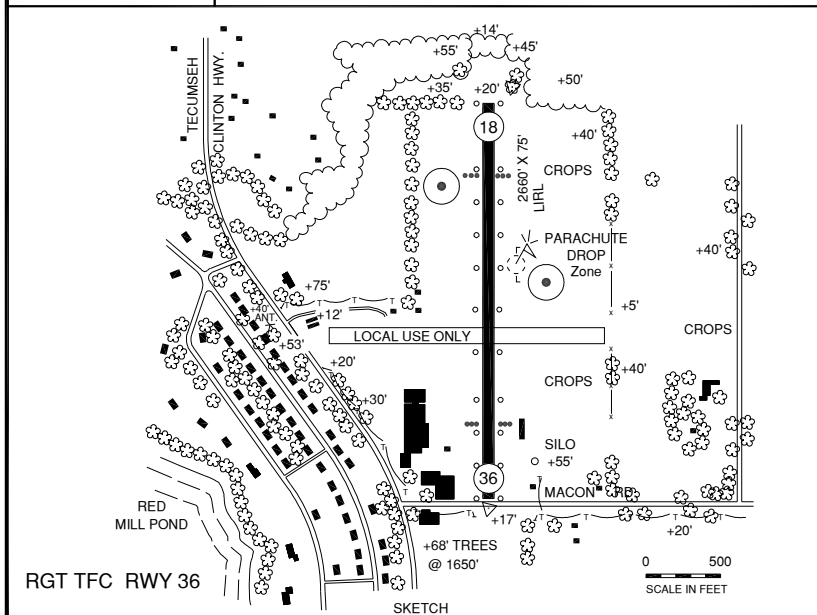 +14'
+55'
+45'
TECUMSEH
CLINTON HWY.
+50'
+35'
+20'
18
+40'
2660' X 75'
LIRL
CROPS
PARACHUTE
DROP
Zone
+40'
+75'
+40'
ANT.
+12'
+5'
LOCAL USE ONLY
CROPS
+53'
+20'
+40'
CROPS
+30'
SILO
+55'
36
MACON RD
RED
MILL POND
+17'
+20'
+68' TREES
@ 1650'
0 500
SCALE IN FEET
RGT TFC RWY 36
SKETCH